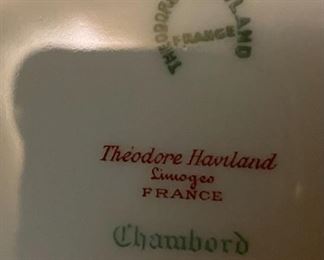 THEODORE HAVILAND
FRANCE
Théodore Haviland
Limoges
FRANCE
Chambord